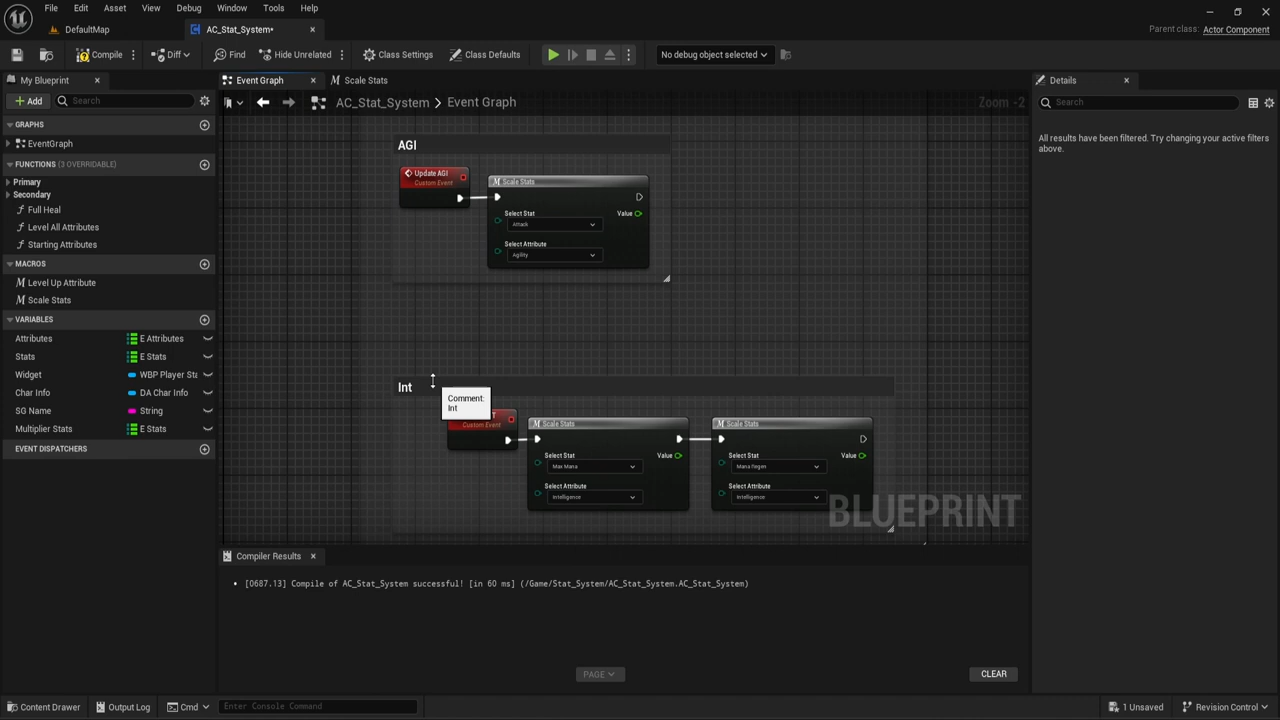 File Edit Asset View Debug Window Tools Help
DefaultMap
AC_Stat_System•
Parent class: Actor Component
Compile
Diff
Find
Hide Unrelated
Class Settings
Class Defaults
No debug object selected
My Blueprint
Event Graph
Scale Stats
Details
Add
Search
AC_Stat_System > Event Graph
Zoom -2
Search
GRAPHS
EventGraph
All results have been filtered. Try changing your active filters
above.
FUNCTIONS (3 OVERRIDABLE)
Primary
Secondary
Full Heal
Level All Attributes
Starting Attributes
MACROS
Level Up Attribute
Scale Stats
VARIABLES
Attributes E Attributes
Stats E Stats
Widget WBP Player Sta
Char Info DA Char Info
SG Name String
Multiplier Stats E Stats
EVENT DISPATCHERS
AGI
Update AGI
Custom Event
Scale Stats
Select Stat
Value
Attack
Select Attribute
Agility
Int
Comment:
Int
T
Custom Event
Scale Stats
Select Stat
Value
Max Mana
Select Attribute
Intelligence
Scale Stats
Select Stat
Value
Mana Regen
Select Attribute
Intelligence
BLUEPRINT
Compiler Results
• [0687.13] Compile of AC_Stat_System successful! [in 60 ms] (/Game/Stat_System/AC_Stat_System.AC_Stat_System)
PAGE
CLEAR
Content Drawer
Output Log
Cmd
Enter Console Command
1 Unsaved
Revision Control